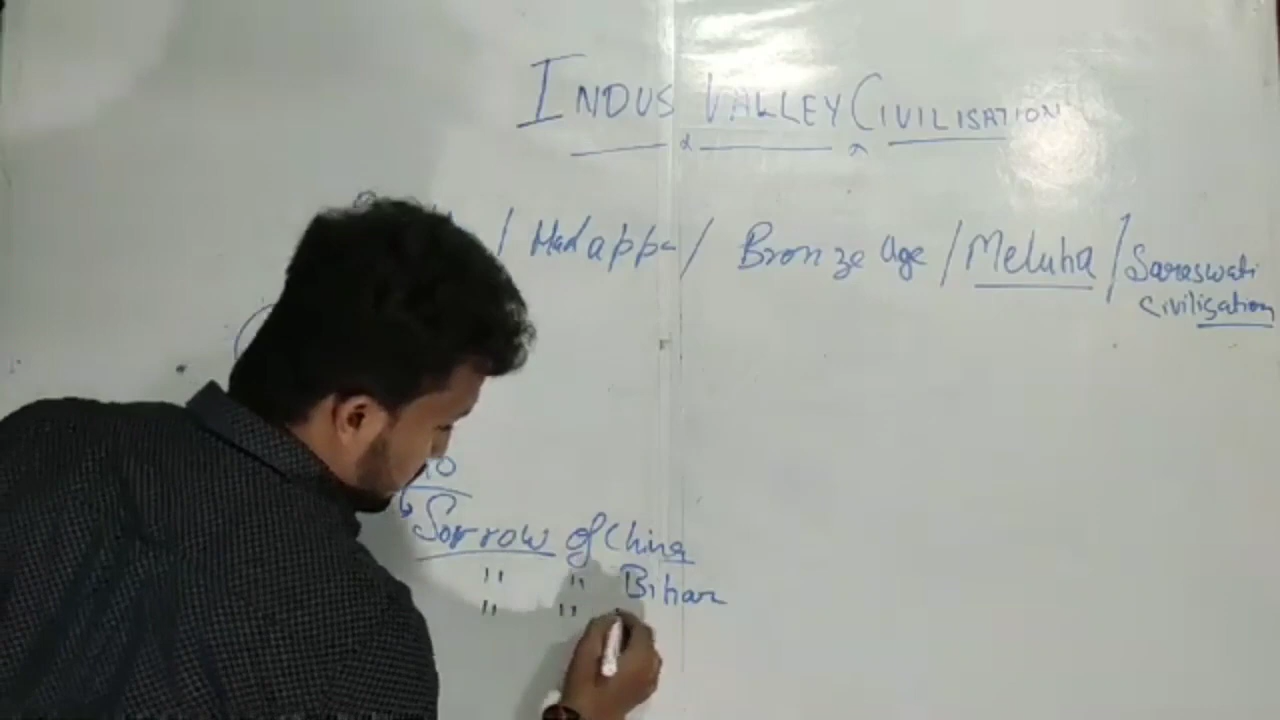 INDUS VALLEY CIVILISATION
/ Harappa / Bronze Age / Meluha / Saraswati
Civilisation
Sorrow of China
" " Bihar
" "